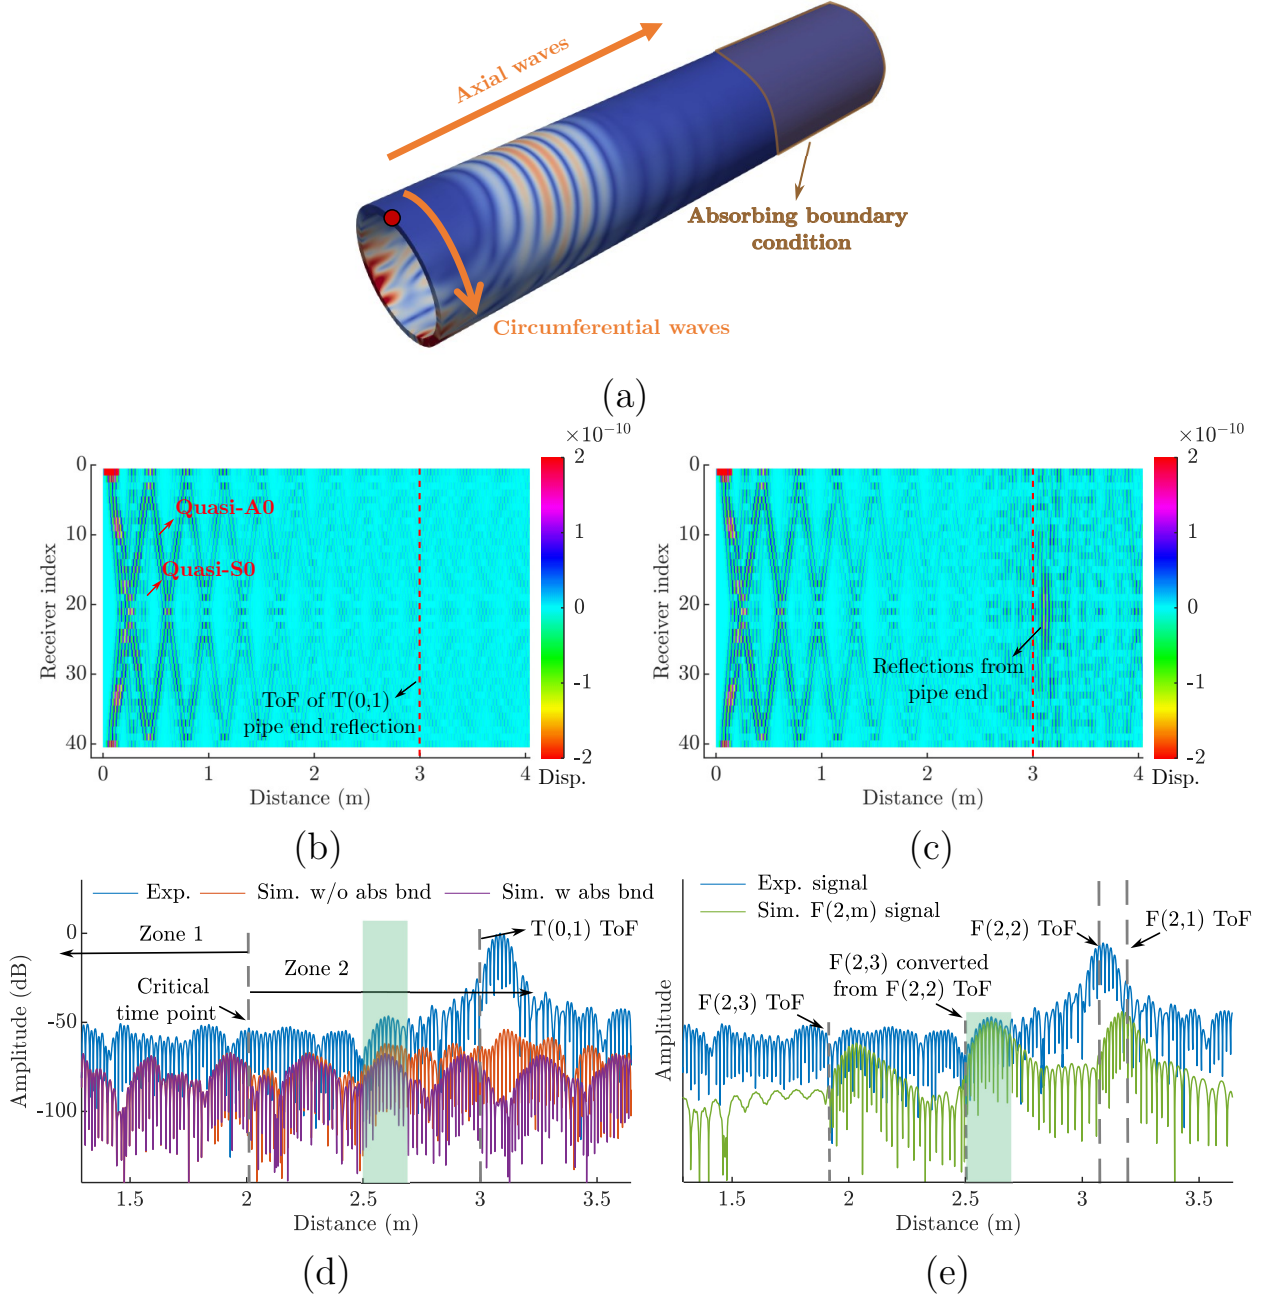 Axial waves
Absorbing boundary
condition
Circumferential waves
(a)
×10⁻¹⁰
0
10
20
30
40
Receiver index
Quasi-A0
Quasi-S0
ToF of T(0,1)
pipe end reflection
2
1
0
-1
-2
Disp.
0 1 2 3 4
Distance (m)
(b)
×10⁻¹⁰
0
10
20
30
40
Receiver index
Reflections from
pipe end
2
1
0
-1
-2
Disp.
0 1 2 3 4
Distance (m)
(c)
Exp. Sim. w/o abs bnd Sim. w abs bnd
0
-50
-100
Amplitude (dB)
Zone 1
Zone 2
Critical
time point
T(0,1) ToF
1.5 2 2.5 3 3.5
Distance (m)
(d)
Exp. signal
Sim. F(2,m) signal
Amplitude
F(2,3) ToF
F(2,3) converted
from F(2,2) ToF
F(2,2) ToF
F(2,1) ToF
1.5 2 2.5 3 3.5
Distance (m)
(e)